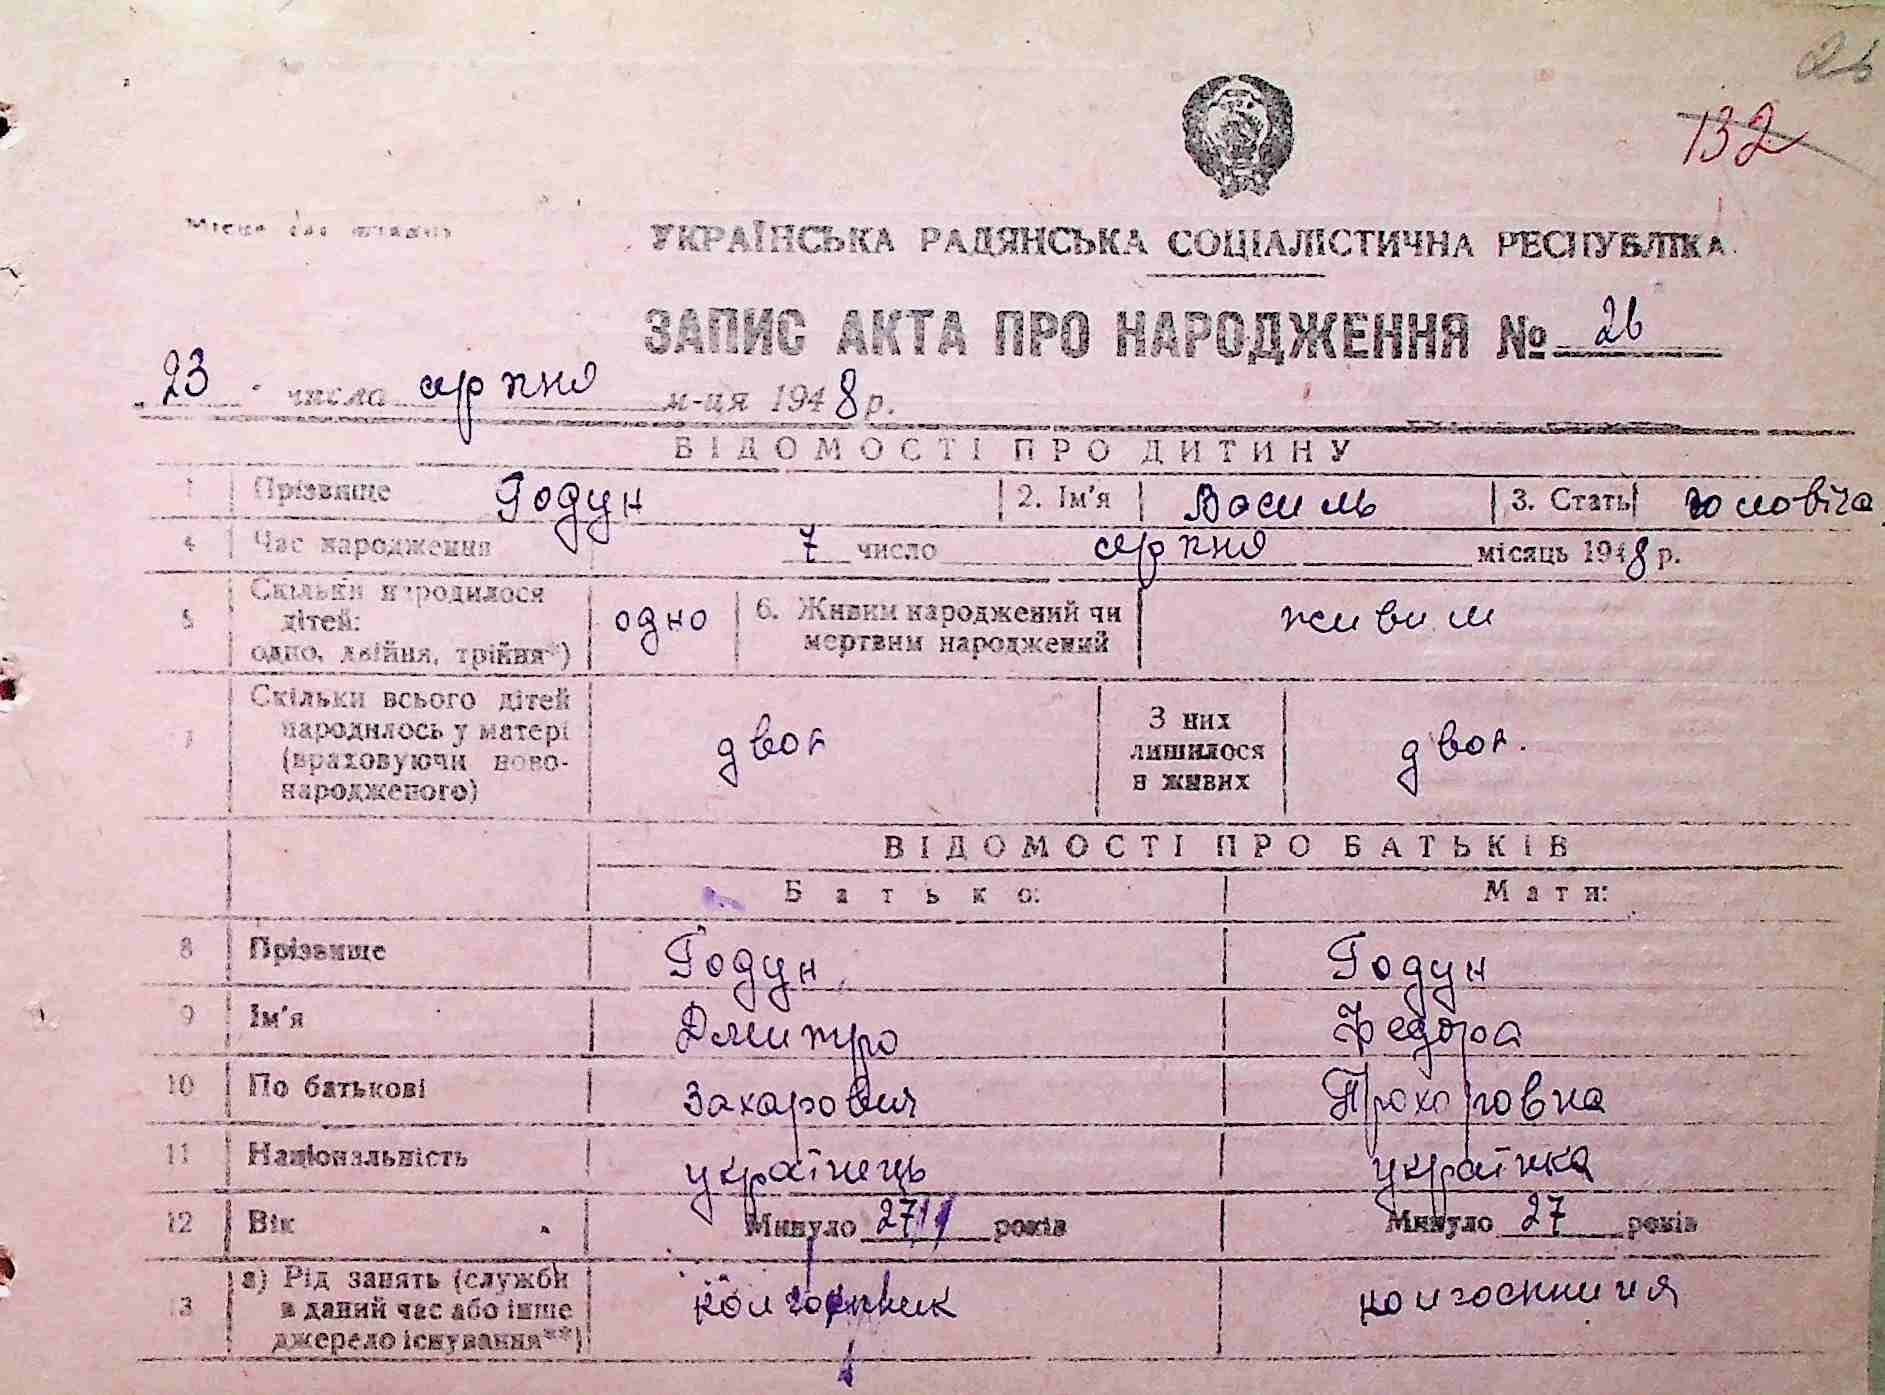 26
132
Місце для штампу
УКРАЇНСЬКА РАДЯНСЬКА СОЦІАЛІСТИЧНА РЕСПУБЛІКА
ЗАПИС АКТА ПРО НАРОДЖЕННЯ № 26
23 числа серпня м-ця 1948 р.
ВІДОМОСТІ ПРО ДИТИНУ
1 Прізвище Годун 2. Ім'я Василь 3. Стать чоловіча
4 Час народження 7 число серпня місяць 1948 р.
5 Скільки народилося дітей: одно, двійня, трійня*) одно 6. Живим народжений чи мертвим народжений живим
7 Скільки всього дітей народилось у матері (враховуючи ново-народженого) двоє З них лишилося в живих двоє.
ВІДОМОСТІ ПРО БАТЬКІВ
Батько: Мати:
8 Прізвище Годун Годун
9 Ім'я Дмитро Федора
10 По батькові Захарович Прохоровна
11 Національність українець українка
12 Вік Минуло 27 років Минуло 27 років
13 а) Рід занять (служби в даний час або інше джерело існування**) колгоспник колгоспниця